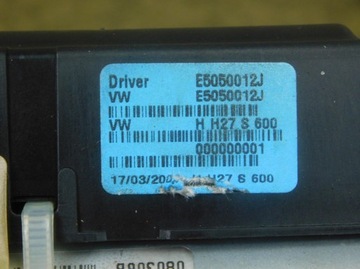 Driver E5050012J
VW E5050012J
VW H H27 S 600
000000001
17/03/20 H27 S 600